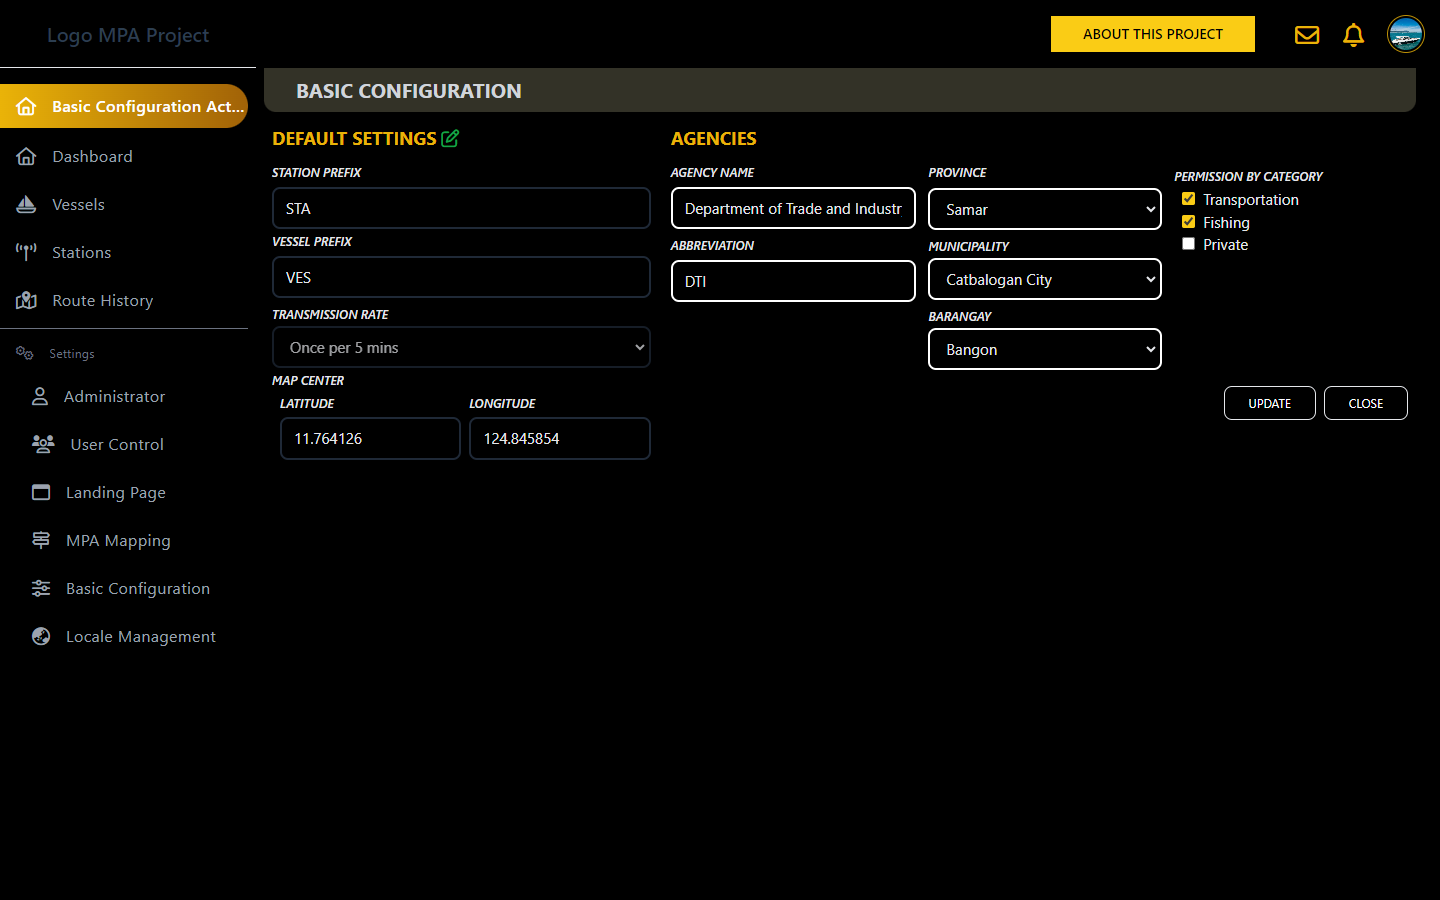 Logo MPA Project
ABOUT THIS PROJECT
Basic Configuration Act...
Dashboard
Vessels
Stations
Route History
Settings
Administrator
User Control
Landing Page
MPA Mapping
Basic Configuration
Locale Management
BASIC CONFIGURATION
DEFAULT SETTINGS
STATION PREFIX
STA
VESSEL PREFIX
VES
TRANSMISSION RATE
Once per 5 mins
MAP CENTER
LATITUDE LONGITUDE
11.764126 124.845854
AGENCIES
AGENCY NAME
Department of Trade and Industr
ABBREVIATION
DTI
PROVINCE
Samar
MUNICIPALITY
Catbalogan City
BARANGAY
Bangon
PERMISSION BY CATEGORY
Transportation
Fishing
Private
UPDATE CLOSE